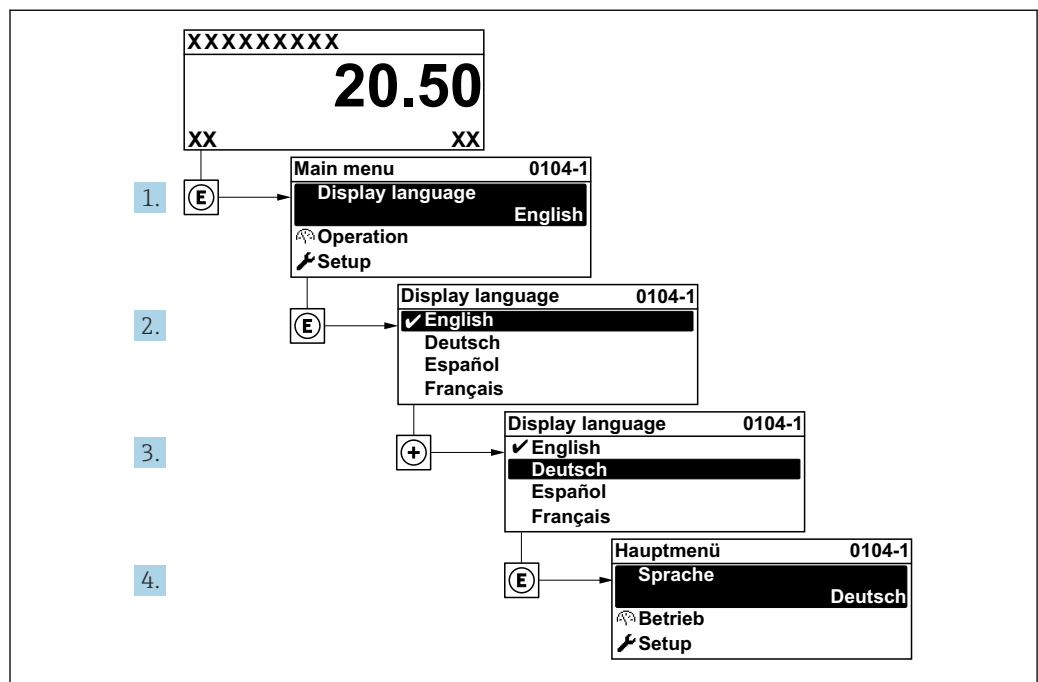 XXXXXXXXX
20.50
XX XX
1. E
Main menu 0104-1
Display language
English
Operation
Setup
2. E
Display language 0104-1
✔English
Deutsch
Español
Français
3. +
Display language 0104-1
✔English
Deutsch
Español
Français
4. E
Hauptmenü 0104-1
Sprache
Deutsch
Betrieb
Setup